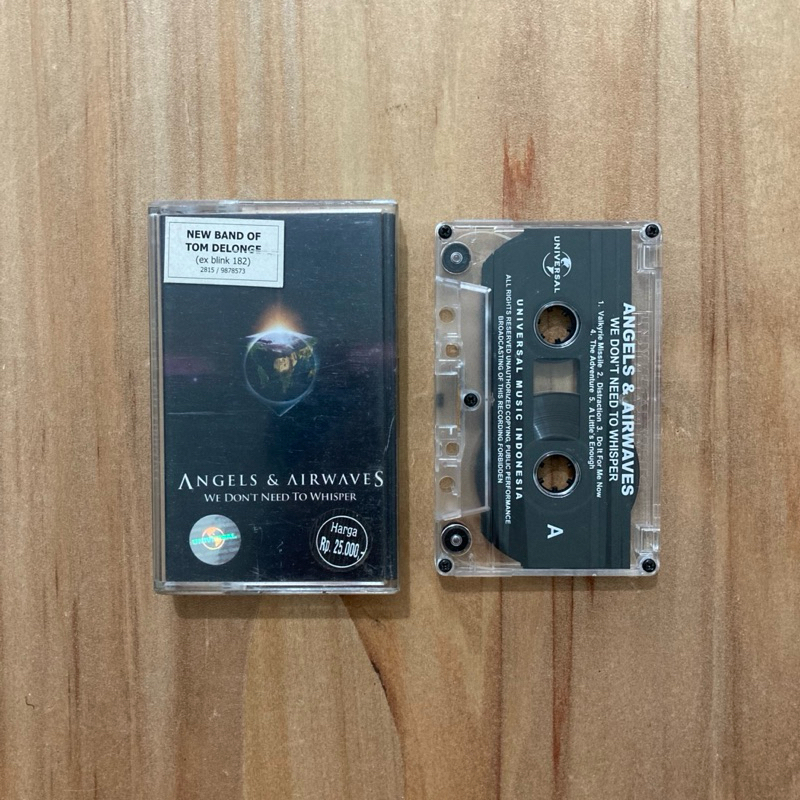 NEW BAND OF
TOM DELONGE
(ex blink 182)
2815 / 9878573
ANGELS & AIRWAVES
WE DON'T NEED TO WHISPER
UNIVERSAL
Harga
Rp. 25.000,-
ANGELS & AIRWAVES
WE DON'T NEED TO WHISPER
1. Valkyrie Missile 2. Distraction 3. Do It For Me Now
4. The Adventure 5. A Little's Enough
UNIVERSAL
A
UNIVERSAL MUSIC INDONESIA
ALL RIGHTS RESERVED UNAUTHORIZED COPYING, PUBLIC PERFORMANCE
BROADCASTING OF THIS RECORDING FORBIDDEN